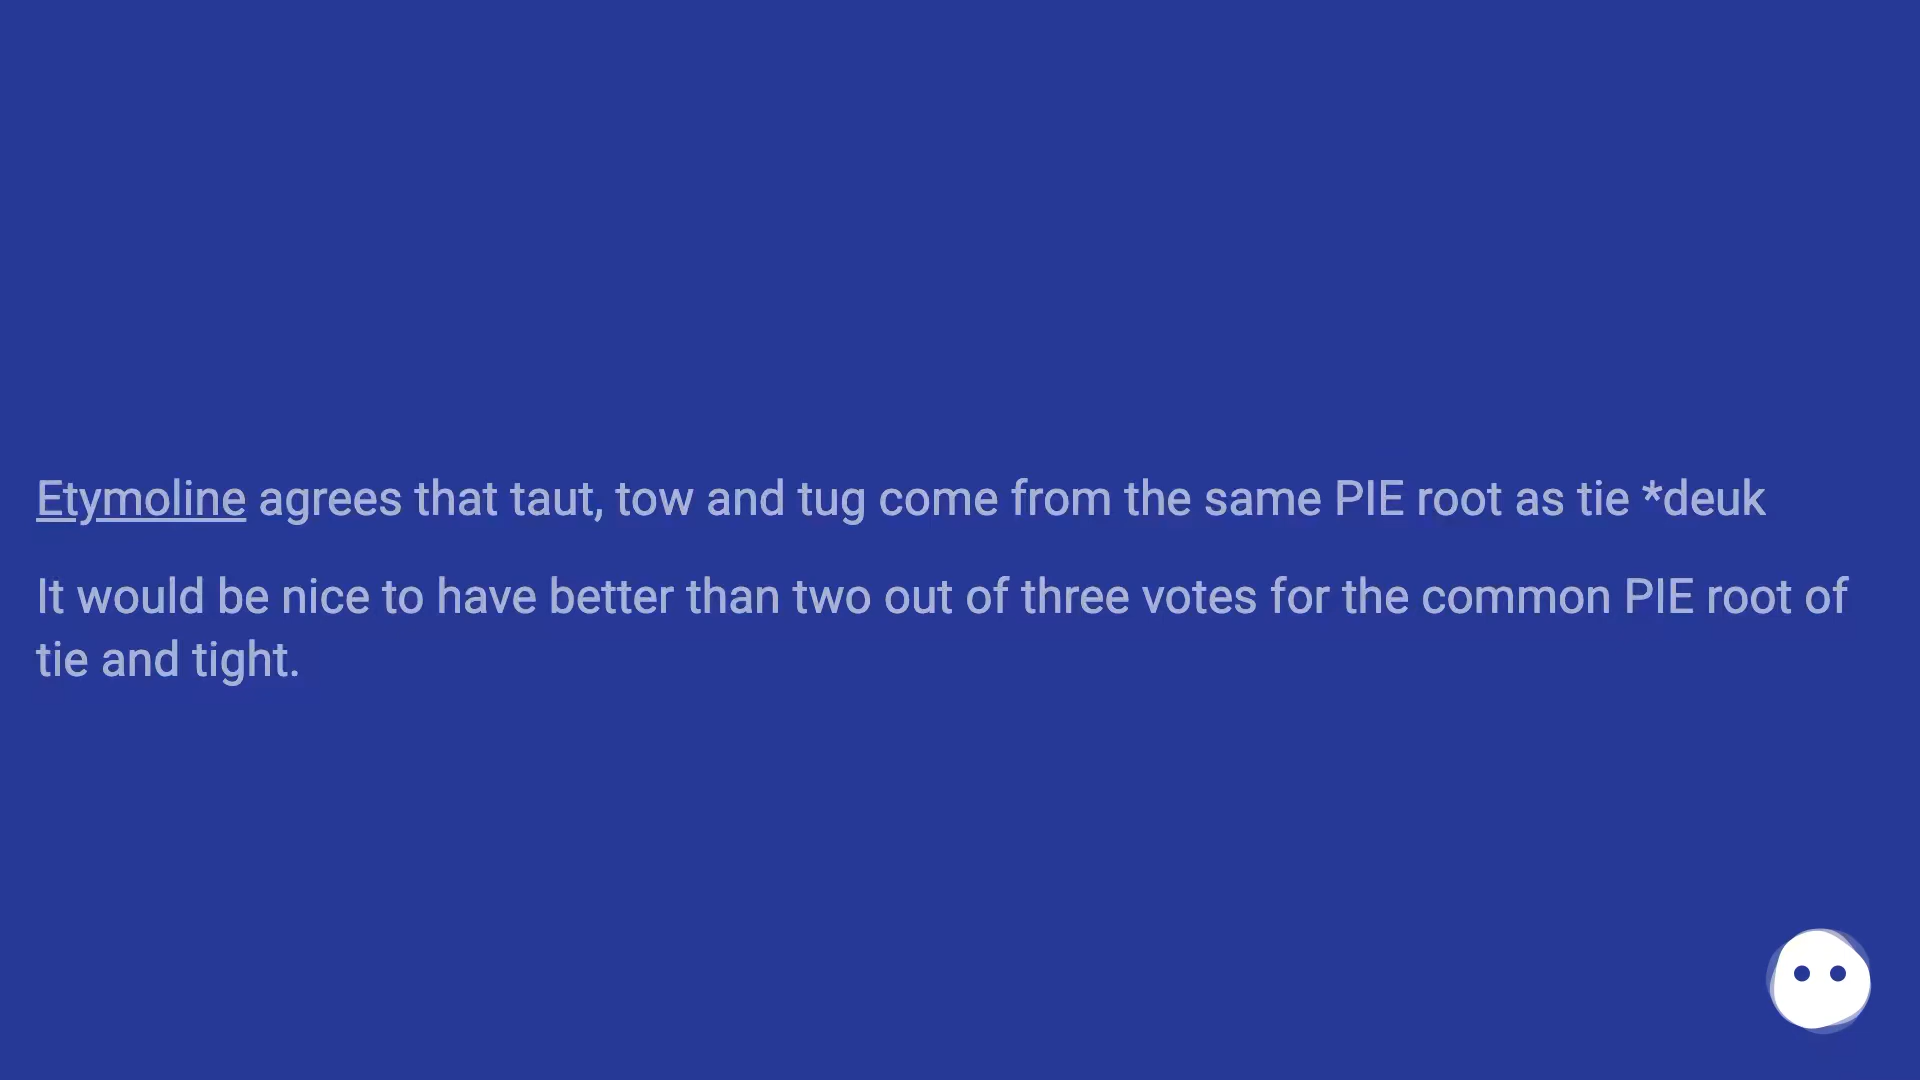 Etymoline agrees that taut, tow and tug come from the same PIE root as tie *deuk
It would be nice to have better than two out of three votes for the common PIE root of
tie and tight.